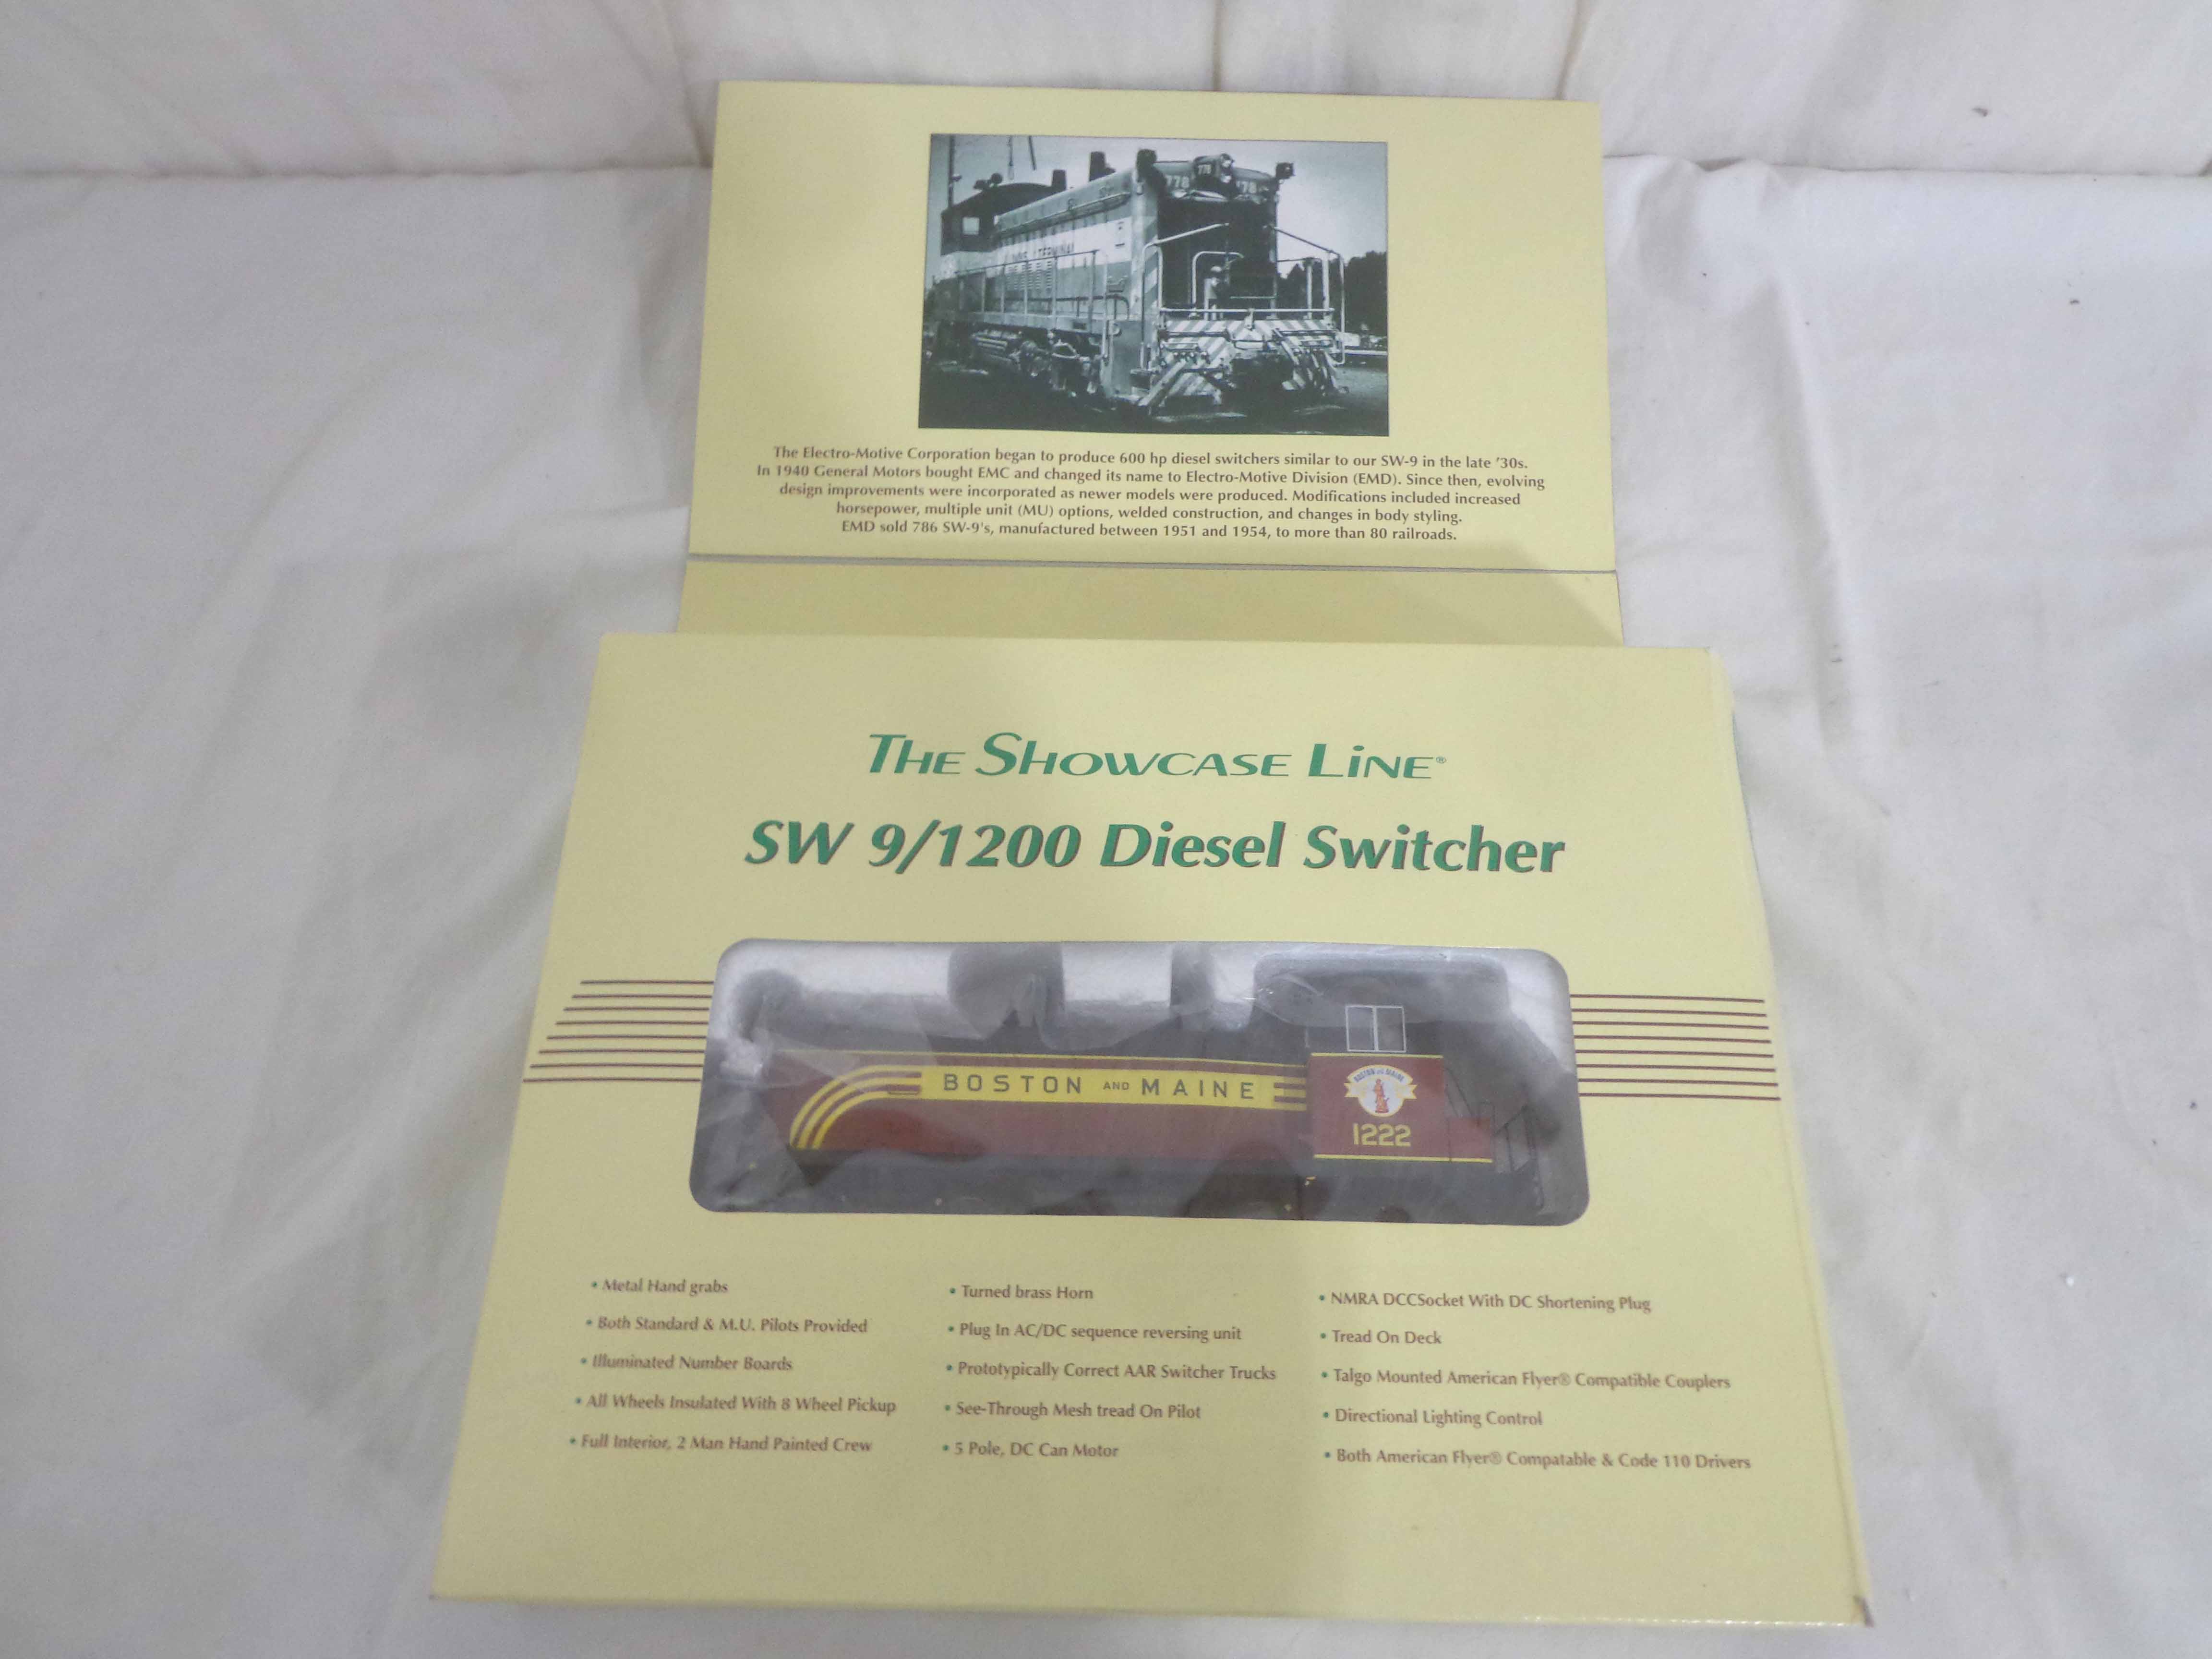 778
778
78
The Electro-Motive Corporation began to produce 600 hp diesel switchers similar to our SW-9 in the late '30s.
In 1940 General Motors bought EMC and changed its name to Electro-Motive Division (EMD). Since then, evolving
design improvements were incorporated as newer models were produced. Modifications included increased
horsepower, multiple unit (MU) options, welded construction, and changes in body styling.
EMD sold 786 SW-9's, manufactured between 1951 and 1954, to more than 80 railroads.
THE SHOWCASE LINE®
SW 9/1200 Diesel Switcher
BOSTON AND MAINE
BOSTON AND MAINE
1222
• Metal Hand grabs
• Both Standard & M.U. Pilots Provided
• Illuminated Number Boards
• All Wheels Insulated With 8 Wheel Pickup
• Full Interior, 2 Man Hand Painted Crew
• Turned brass Horn
• Plug In AC/DC sequence reversing unit
• Prototypically Correct AAR Switcher Trucks
• See-Through Mesh tread On Pilot
• 5 Pole, DC Can Motor
• NMRA DCCSocket With DC Shortening Plug
• Tread On Deck
• Talgo Mounted American Flyer® Compatible Couplers
• Directional Lighting Control
• Both American Flyer® Compatable & Code 110 Drivers